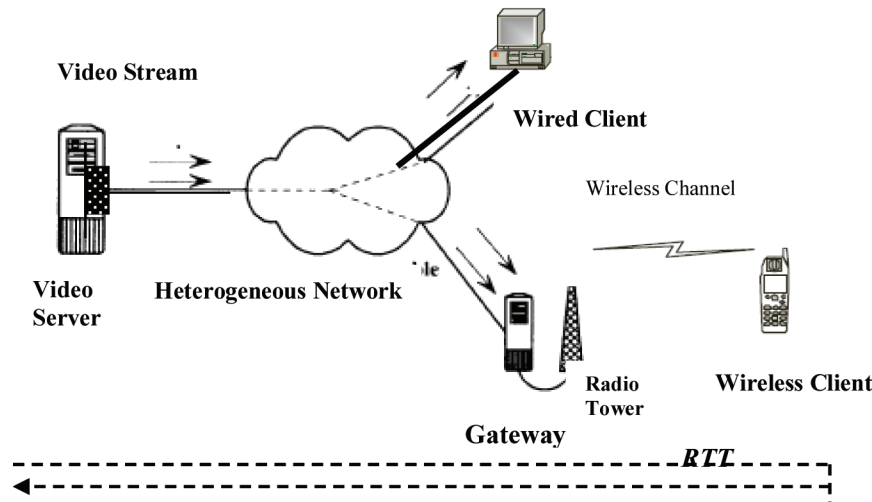 Video Stream
Wired Client
Wireless Channel
Video
Server
Heterogeneous Network
Radio
Tower
Wireless Client
Gateway
RTT